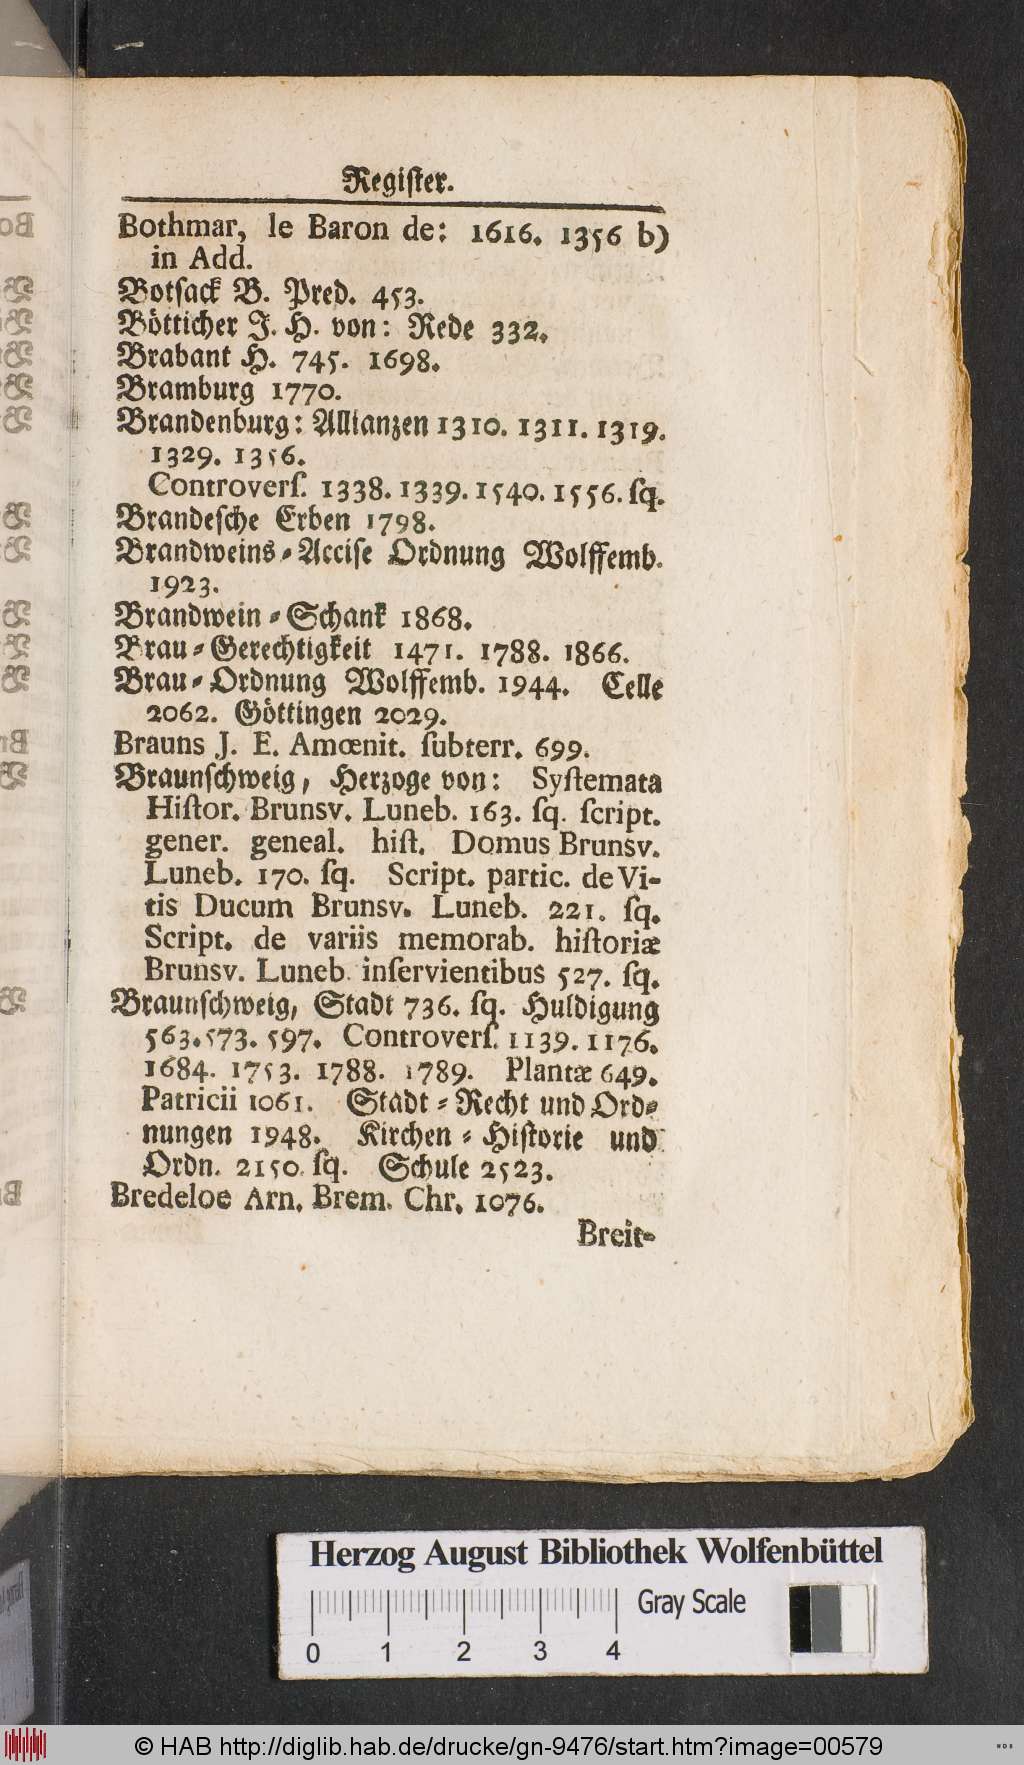 Regiſter.
Bothmar, le Baron de: 1616. 1356 b)
in Add.
Botſack B. Pred. 453.
Bötticher J. H. von: Rede 332.
Brabant H. 745. 1698.
Bramburg 1770.
Brandenburg: Allianzen 1310. 1311. 1319.
1329. 1356.
Controverſ. 1338. 1339. 1540. 1556. ſq.
Brandeſche Erben 1798.
Brandweins⸗Acciſe Ordnung Wolffemb.
1923.
Brandwein⸗Schank 1868.
Brau⸗Gerechtigkeit 1471. 1788. 1866.
Brau⸗Ordnung Wolffemb. 1944. Celle
2062. Göttingen 2029.
Brauns J. E. Amœnit. ſubterr. 699.
Braunſchweig, Herzoge von: Syſtemata
Hiſtor. Brunsv. Luneb. 163. ſq. ſcript.
gener. geneal. hiſt. Domus Brunsv.
Luneb. 170. ſq. Script. partic. de Vi-
tis Ducum Brunsv. Luneb. 221. ſq.
Script. de variis memorab. hiſtoriæ
Brunsv. Luneb. inſervientibus 527. ſq.
Braunſchweig, Stadt 736. ſq. Huldigung
563. 573. 597. Controverſ. 1139. 1176.
1684. 1753. 1788. 1789. Plantæ 649.
Patricii 1061. Stadt⸗Recht und Ord⸗
nungen 1948. Kirchen⸗Hiſtorie und
Ordn. 2150. ſq. Schule 2523.
Bredeloe Arn. Brem. Chr. 1076.
Breit-
Herzog August Bibliothek Wolfenbüttel
Gray Scale
0 1 2 3 4
© HAB http://diglib.hab.de/drucke/gn-9476/start.htm?image=00579